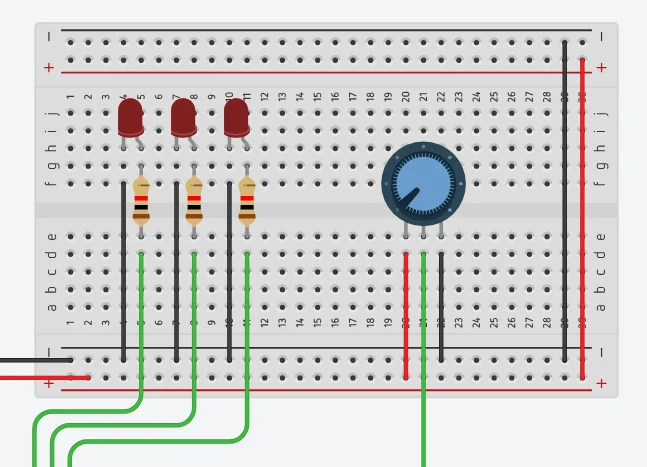 − −
+ +
1 2 3 4 5 6 7 8 9 10 11 12 13 14 15 16 17 18 19 20 21 22 23 24 25 26 27 28 29 30
j j
i i
h h
g g
f f
e e
d d
c c
b b
a a
1 2 3 4 5 6 7 8 9 10 11 12 13 14 15 16 17 18 19 20 21 22 23 24 25 26 27 28 29 30
− −
+ +